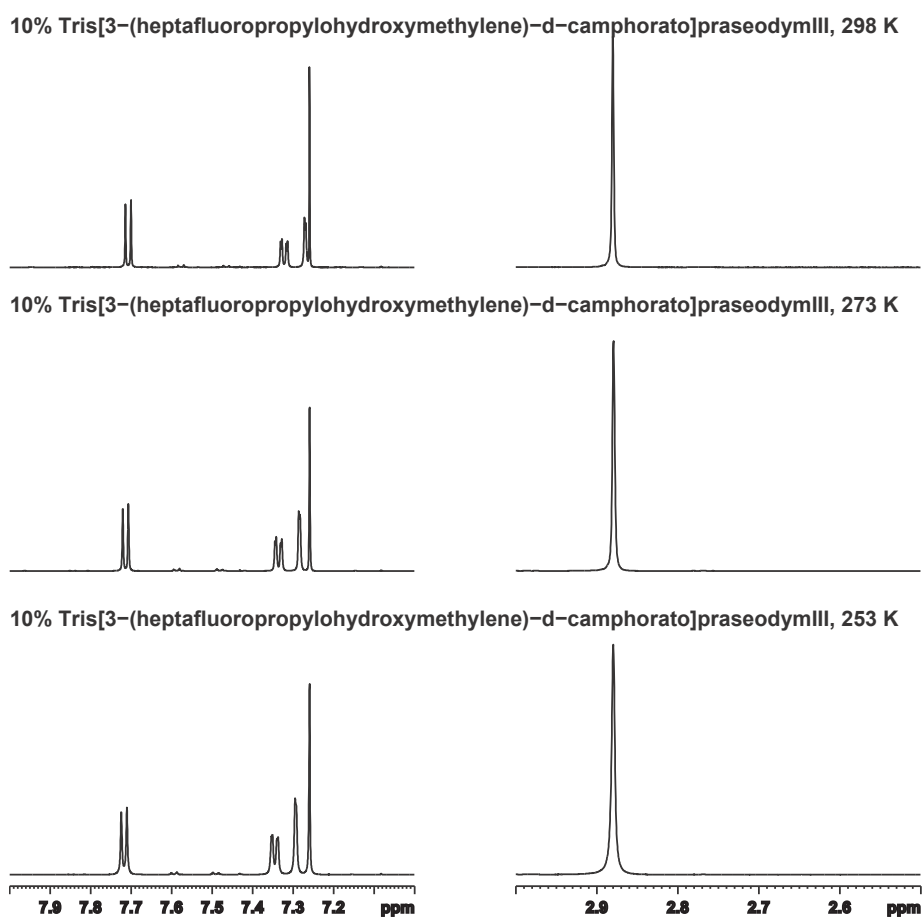 10% Tris[3−(heptafluoropropylohydroxymethylene)−d−camphorato]praseodymIII, 298 K
10% Tris[3−(heptafluoropropylohydroxymethylene)−d−camphorato]praseodymIII, 273 K
10% Tris[3−(heptafluoropropylohydroxymethylene)−d−camphorato]praseodymIII, 253 K
7.9 7.8 7.7 7.6 7.5 7.4 7.3 7.2 ppm 2.9 2.8 2.7 2.6 ppm